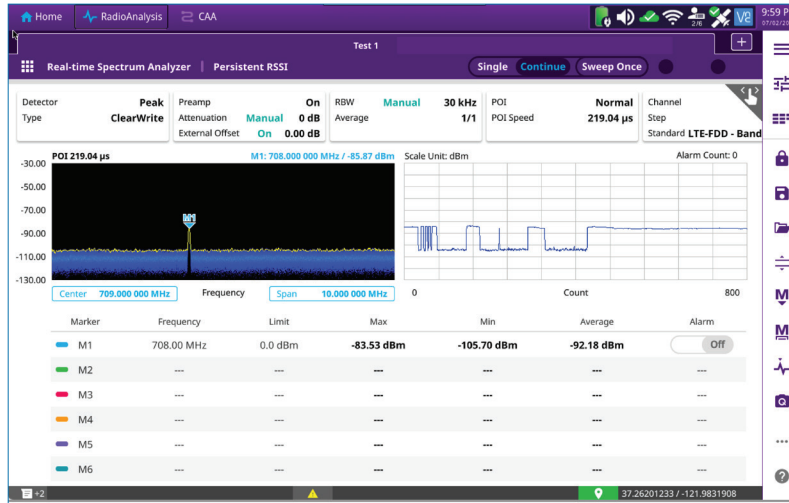 Home RadioAnalysis CAA 2/6 V2 9:59 P
07/02/20
Test 1 +
Real-time Spectrum Analyzer | Persistent RSSI Single Continue Sweep Once
Detector Peak Preamp On RBW Manual 30 kHz POI Normal Channel
Type ClearWrite Attenuation Manual 0 dB Average 1/1 POI Speed 219.04 µs Step
External Offset On 0.00 dB Standard LTE-FDD - Band
POI 219.04 µs M1: 708.000 000 MHz / -85.87 dBm Scale Unit: dBm Alarm Count: 0
-30.00
-50.00
-70.00
M1
-90.00
-110.00
-130.00
Center 709.000 000 MHz Frequency Span 10.000 000 MHz 0 Count 800
Marker Frequency Limit Max Min Average Alarm
M1 708.00 MHz 0.0 dBm -83.53 dBm -105.70 dBm -92.18 dBm Off
M2 --- --- --- --- --- ---
M3 --- --- --- --- --- ---
M4 --- --- --- --- --- ---
M5 --- --- --- --- --- ---
M6 --- --- --- --- --- ---
M
M
+2 37.26201233 / -121.9831908